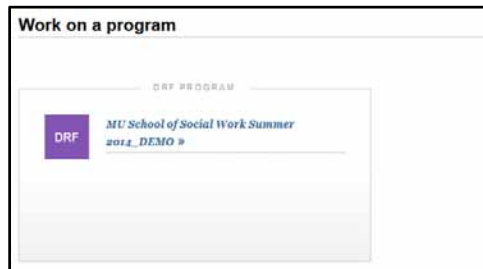 Work on a program
DRF PROGRAM
DRF
MU School of Social Work Summer
2014_DEMO »